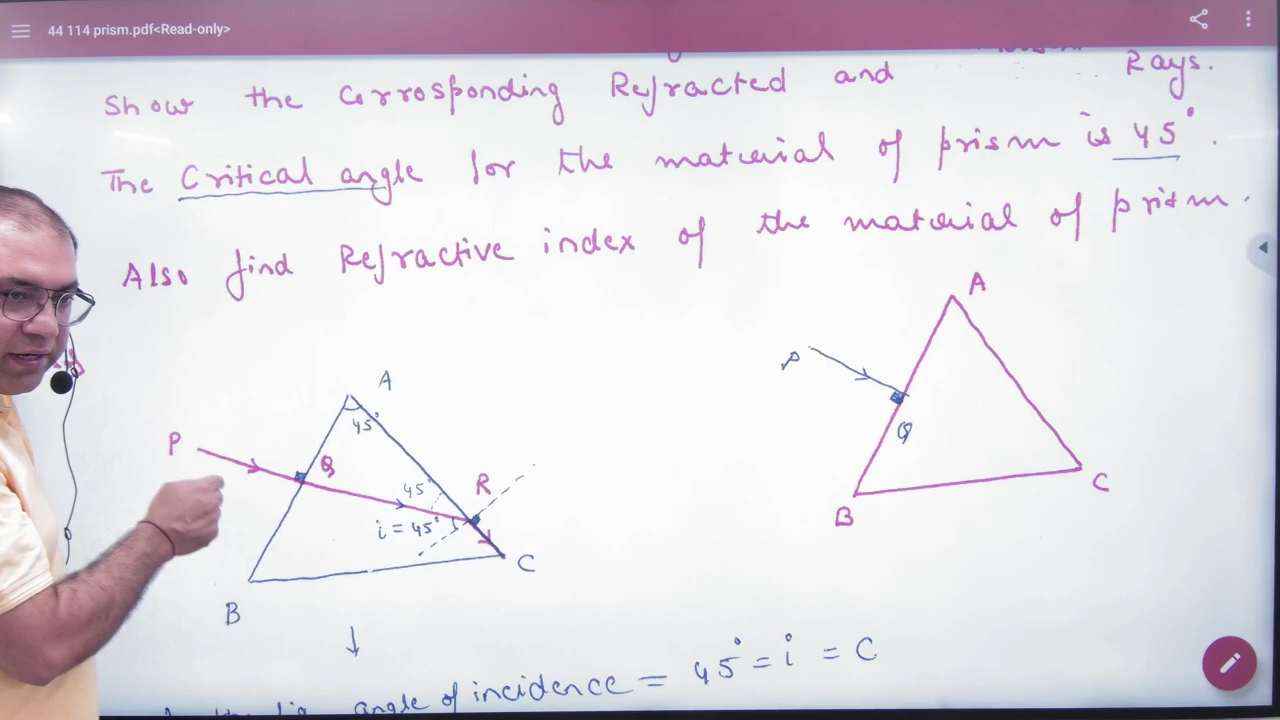 44 114 prism.pdf<Read-only>
Show the Corrosponding Refracted and Rays.
The Critical angle for the material of prism is 45°.
Also find Refractive index of the material of prism.
A
45°
P
Q
45°
R
i = 45°
C
B
A
P
Q
C
B
angle of incidence = 45° = i = C